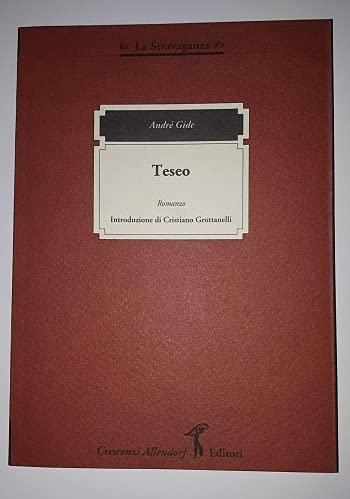 La Stravaganza
André Gide
Teseo
Romanzo
Introduzione di Cristiano Grottanelli
Crescenzi Allendorf Editori